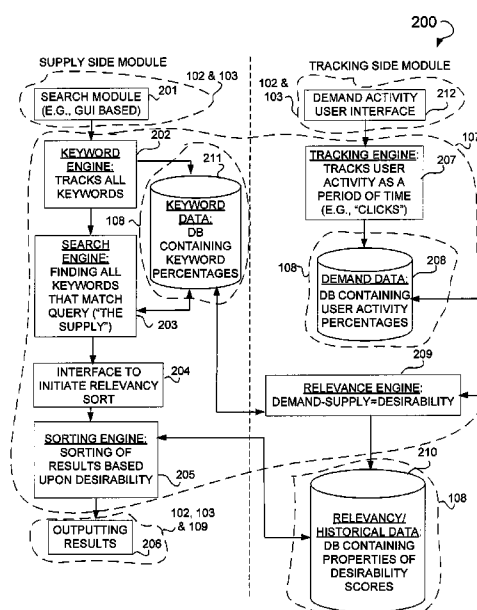 200
SUPPLY SIDE MODULE
TRACKING SIDE MODULE
102 & 103
SEARCH MODULE
(E.G., GUI BASED)
201
202
KEYWORD
ENGINE:
TRACKS ALL
KEYWORDS
211
KEYWORD
DATA:
DB
CONTAINING
KEYWORD
PERCENTAGES
108
SEARCH
ENGINE:
FINDING ALL
KEYWORDS
THAT MATCH
QUERY ("THE
SUPPLY")
203
INTERFACE TO
INITIATE RELEVANCY
SORT
204
SORTING ENGINE:
SORTING OF
RESULTS BASED
UPON DESIRABILITY
205
102, 103
& 109
OUTPUTTING
RESULTS
206
102 &
103
DEMAND ACTIVITY
USER INTERFACE
212
107
TRACKING ENGINE:
TRACKS USER
ACTIVITY AS A
PERIOD OF TIME
(E.G., "CLICKS")
207
108
DEMAND DATA:
DB CONTAINING
USER ACTIVITY
PERCENTAGES
208
209
RELEVANCE ENGINE:
DEMAND-SUPPLY=DESIRABILITY
210
RELEVANCY/
HISTORICAL DATA:
DB CONTAINING
PROPERTIES OF
DESIRABILITY
SCORES
108